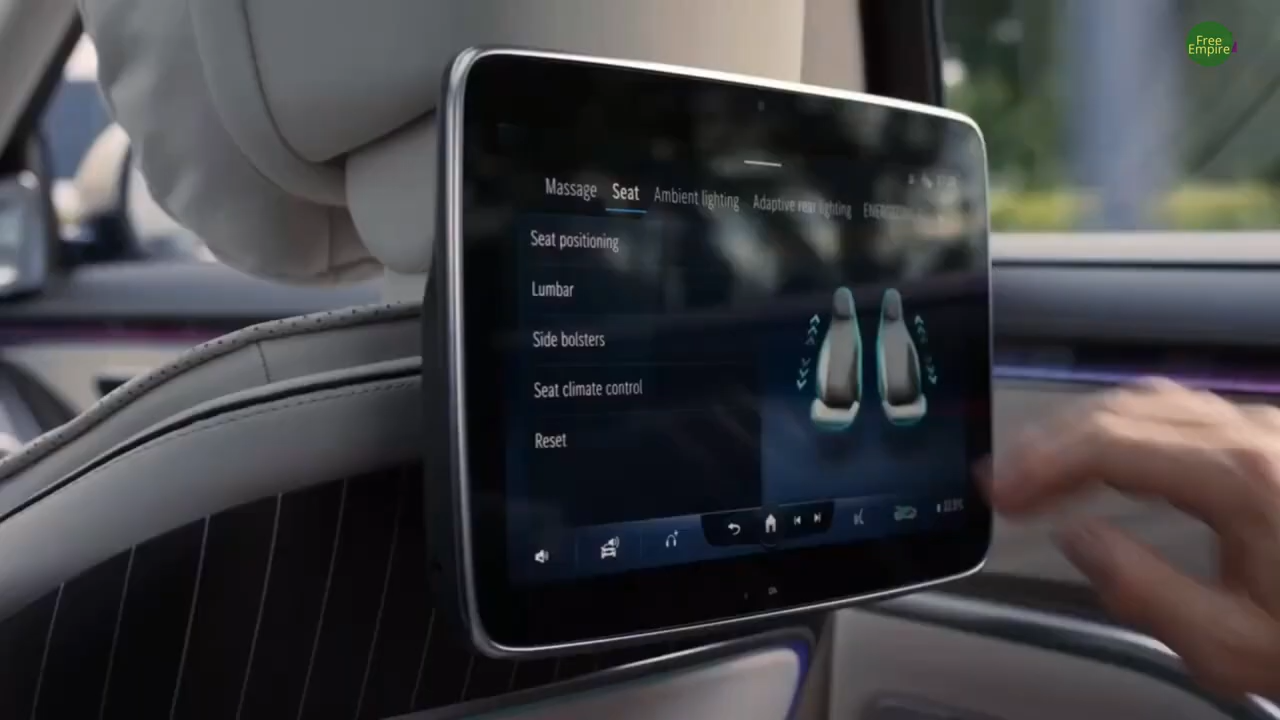 Free
Empire
Massage Seat Ambient lighting Adaptive rear lighting
Seat positioning
Lumbar
Side bolsters
Seat climate control
Reset